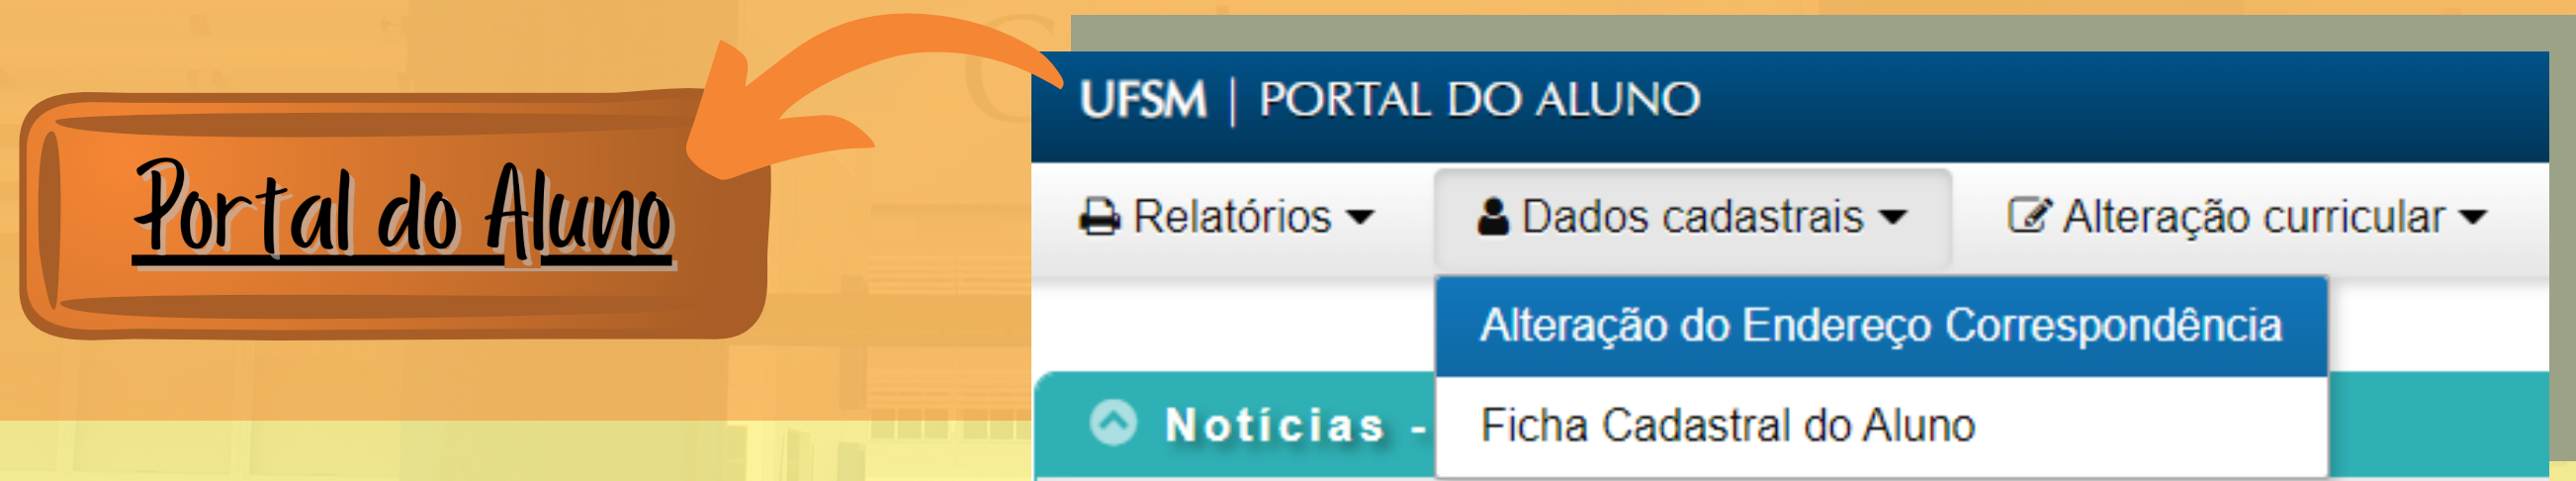 Portal do Aluno
UFSM | PORTAL DO ALUNO
Relatórios Dados cadastrais Alteração curricular
Alteração do Endereço Correspondência
Notícias - Ficha Cadastral do Aluno